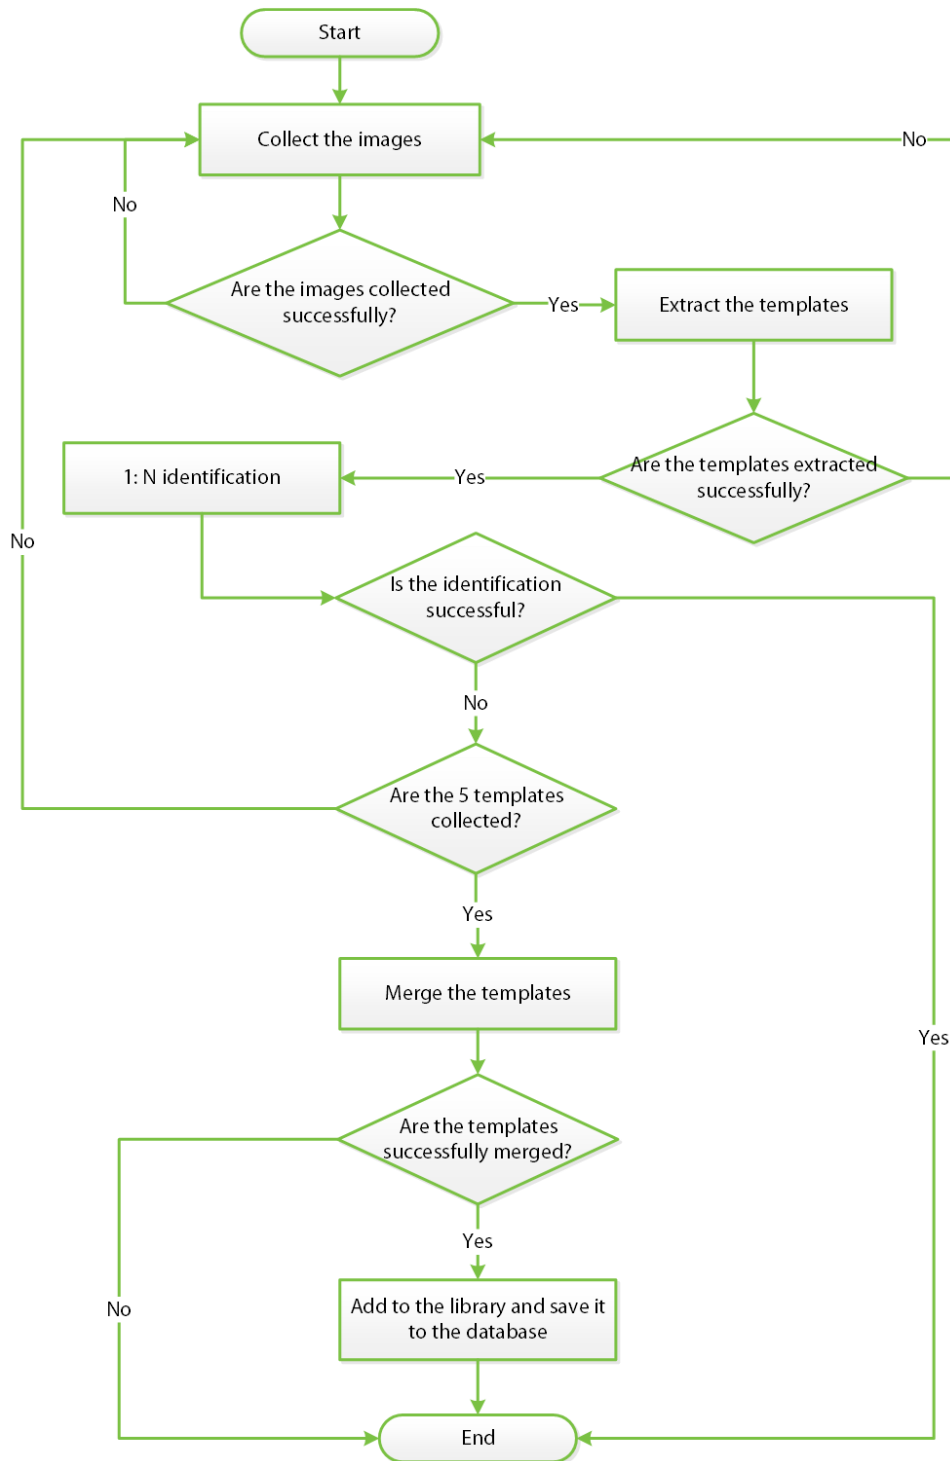 Start
Collect the images
No
No
Are the images collected
successfully?
Yes
Extract the templates
Are the templates extracted
successfully?
Yes
1: N identification
No
Is the identification
successful?
No
Are the 5 templates
collected?
Yes
Merge the templates
Yes
Are the templates
successfully merged?
Yes
No
Add to the library and save it
to the database
End